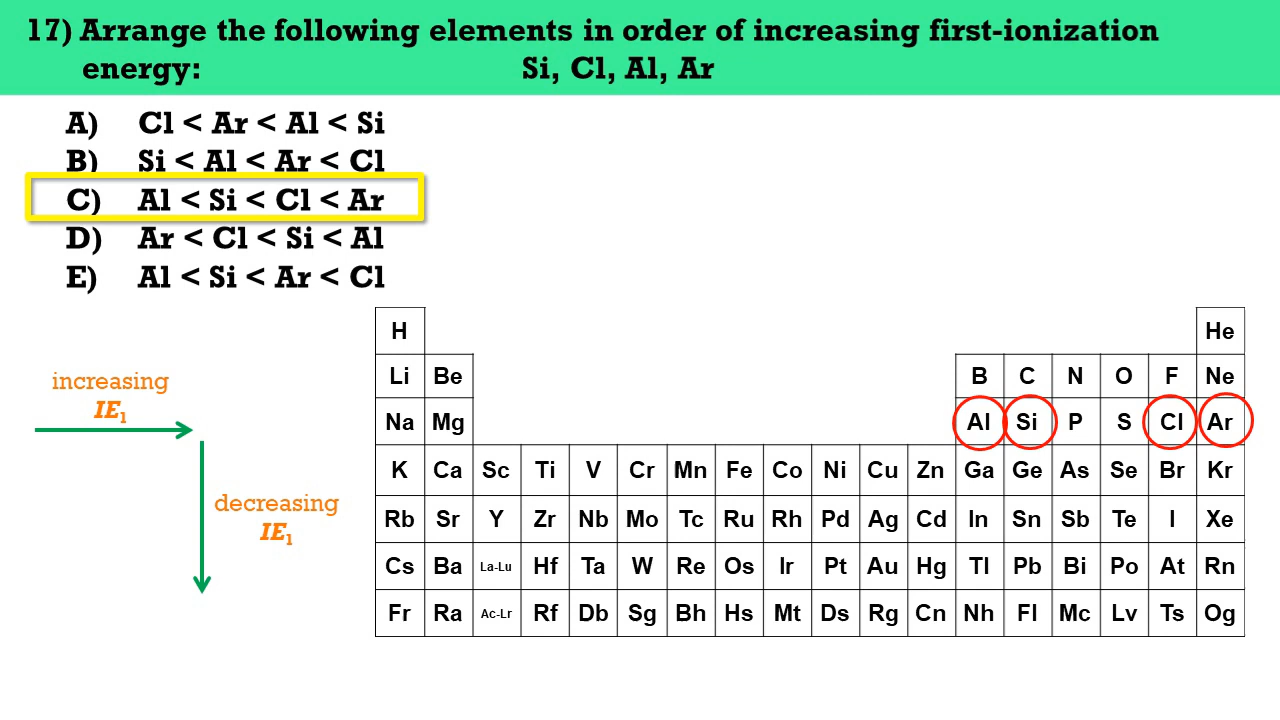 17) Arrange the following elements in order of increasing first-ionization
energy: Si, Cl, Al, Ar
A) Cl < Ar < Al < Si
B) Si < Al < Ar < Cl
C) Al < Si < Cl < Ar
D) Ar < Cl < Si < Al
E) Al < Si < Ar < Cl
increasing
IE1
decreasing
IE1
H He
Li Be B C N O F Ne
Na Mg Al Si P S Cl Ar
K Ca Sc Ti V Cr Mn Fe Co Ni Cu Zn Ga Ge As Se Br Kr
Rb Sr Y Zr Nb Mo Tc Ru Rh Pd Ag Cd In Sn Sb Te I Xe
Cs Ba La-Lu Hf Ta W Re Os Ir Pt Au Hg Tl Pb Bi Po At Rn
Fr Ra Ac-Lr Rf Db Sg Bh Hs Mt Ds Rg Cn Nh Fl Mc Lv Ts Og